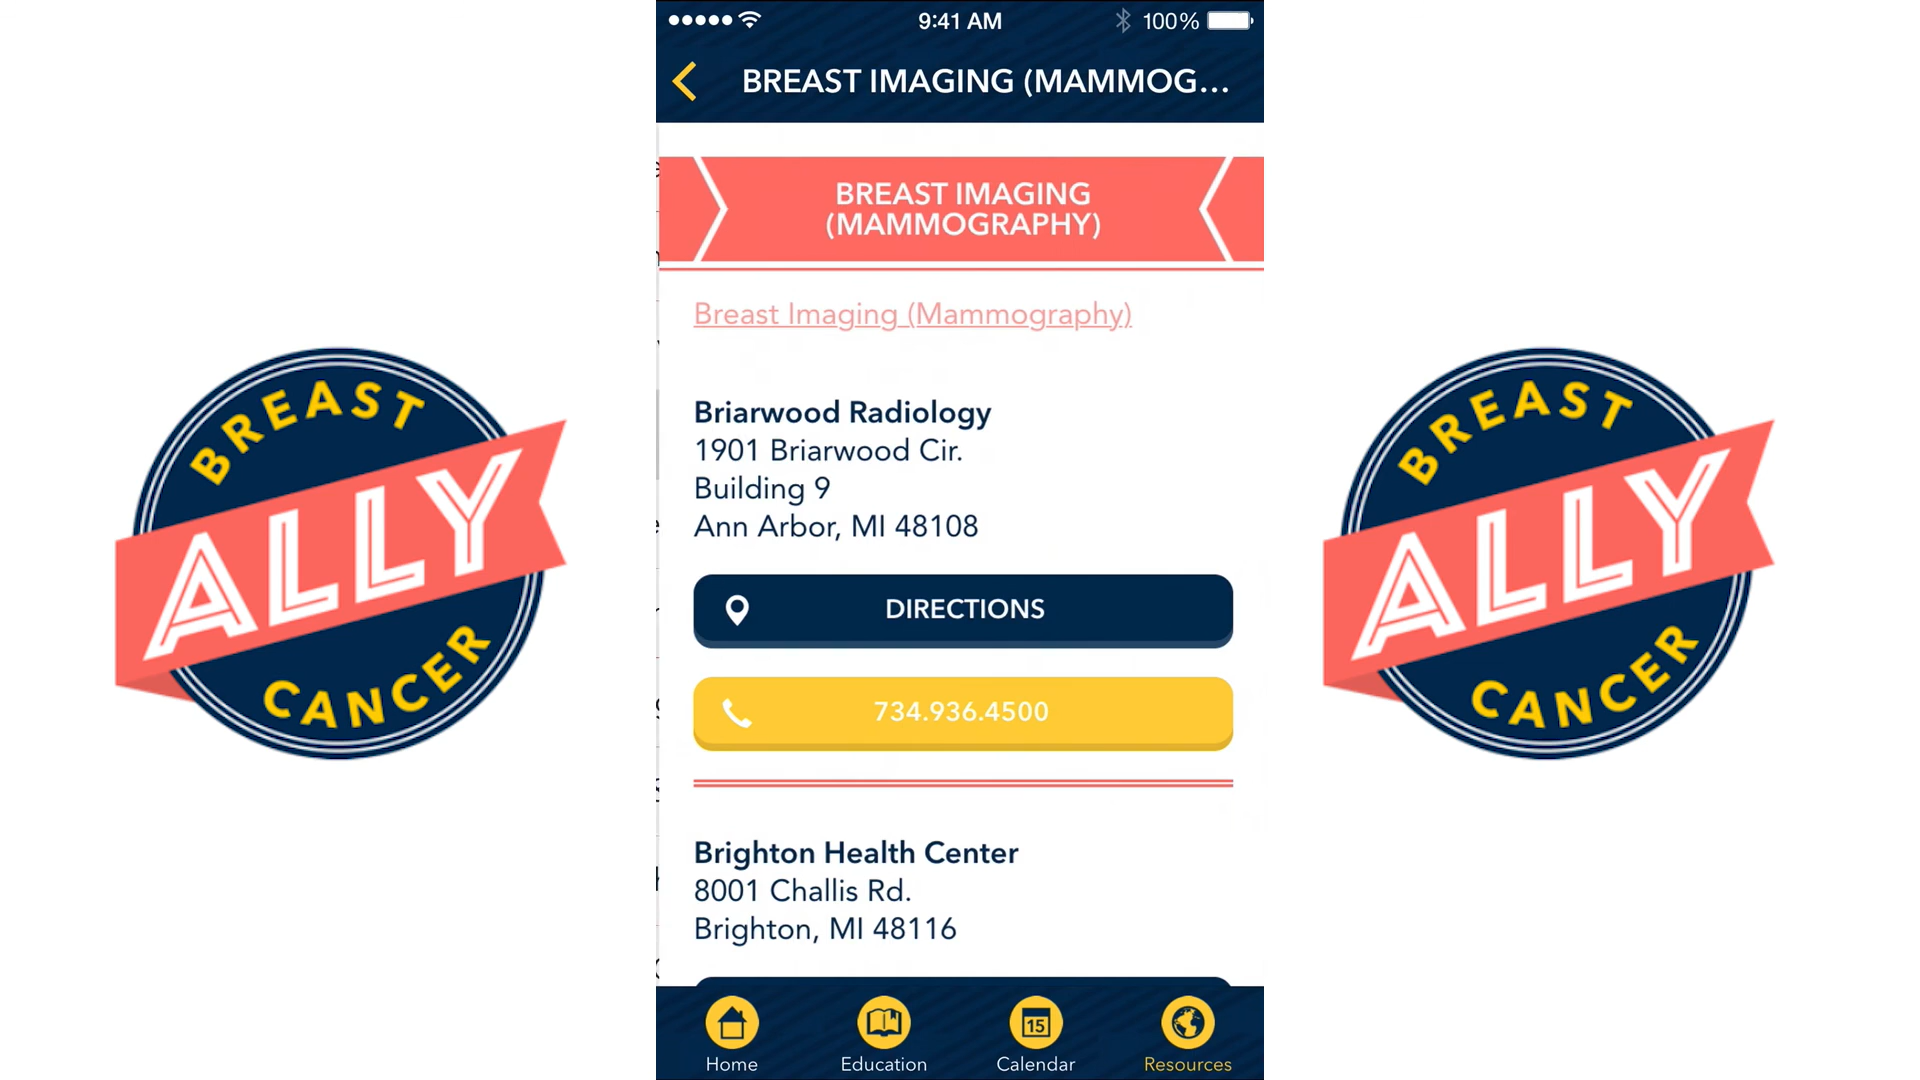 9:41 AM
100%
BREAST IMAGING (MAMMOG...
BREAST IMAGING
(MAMMOGRAPHY)
Breast Imaging (Mammography)
Briarwood Radiology
1901 Briarwood Cir.
Building 9
Ann Arbor, MI 48108
DIRECTIONS
734.936.4500
Brighton Health Center
8001 Challis Rd.
Brighton, MI 48116
15
Home
Education
Calendar
Resources
BREAST
ALLY
CANCER
BREAST
ALLY
CANCER